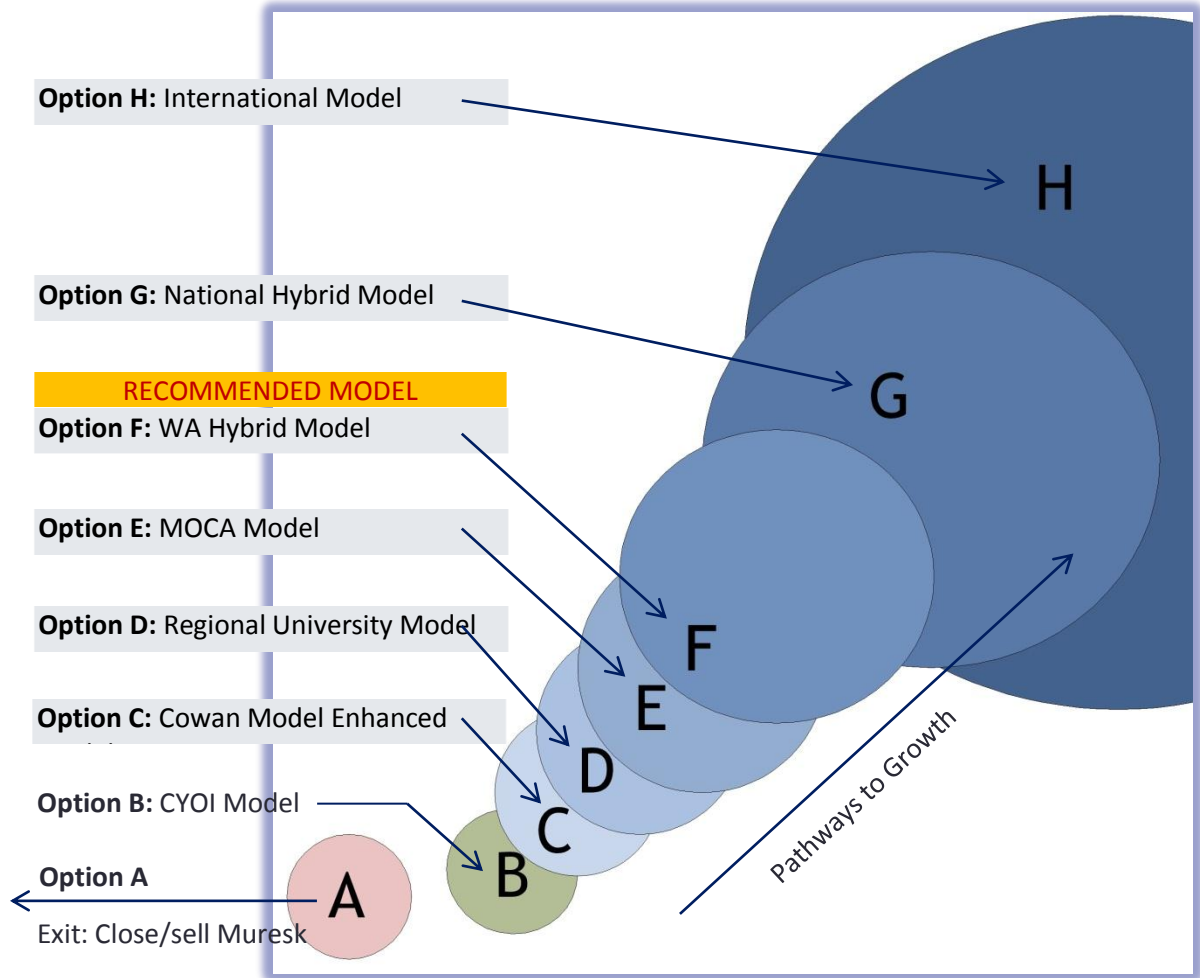 Option H: International Model
H
Option G: National Hybrid Model
G
RECOMMENDED MODEL
Option F: WA Hybrid Model
F
Option E: MOCA Model
E
Option D: Regional University Model
D
Option C: Cowan Model Enhanced
C
Option B: CYOI Model
B
Option A
A
Exit: Close/sell Muresk
Pathways to Growth